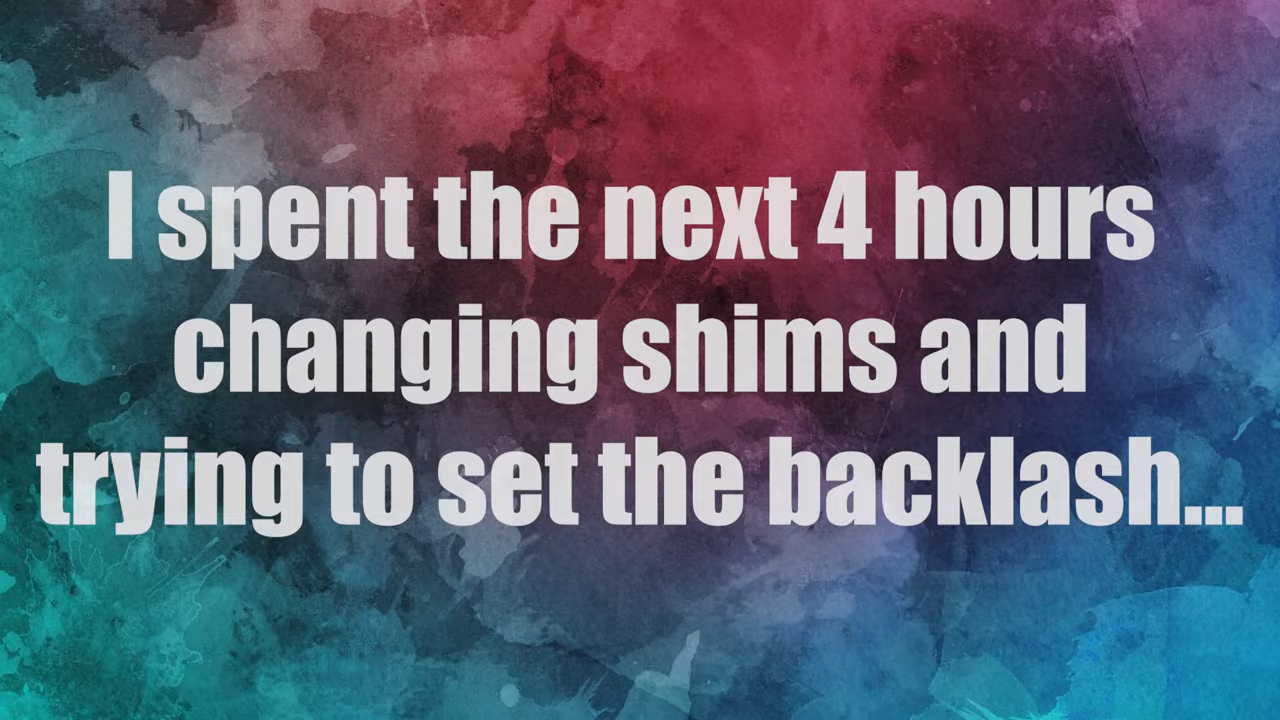 I spent the next 4 hours
changing shims and
trying to set the backlash...